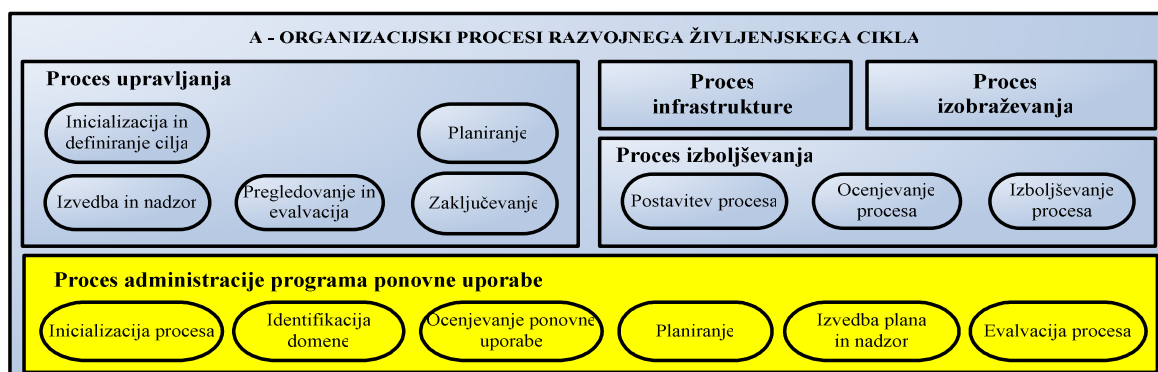 A - ORGANIZACIJSKI PROCESI RAZVOJNEGA ŽIVLJENJSKEGA CIKLA
Proces upravljanja
Inicializacija in
definiranje cilja
Planiranje
Izvedba in nadzor
Pregledovanje in
evalvacija
Zaključevanje
Proces
infrastrukture
Proces
izobraževanja
Proces izboljševanja
Postavitev procesa
Ocenjevanje
procesa
Izboljševanje
procesa
Proces administracije programa ponovne uporabe
Inicializacija procesa
Identifikacija
domene
Ocenjevanje ponovne
uporabe
Planiranje
Izvedba plana
in nadzor
Evalvacija procesa